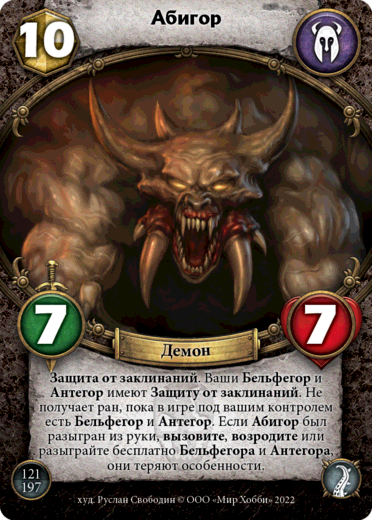 Абигор
10
7
7
Демон
Защита от заклинаний. Ваши Бельфегор и
Антегор имеют Защиту от заклинаний. Не
получает ран, пока в игре под вашим контролем
есть Бельфегор и Антегор. Если Абигор был
разыгран из руки, вызовите, возродите или
разыграйте бесплатно Бельфегора и Антегора,
они теряют особенности.
121
197
худ. Руслан Свободин © ООО «Мир Хобби» 2022